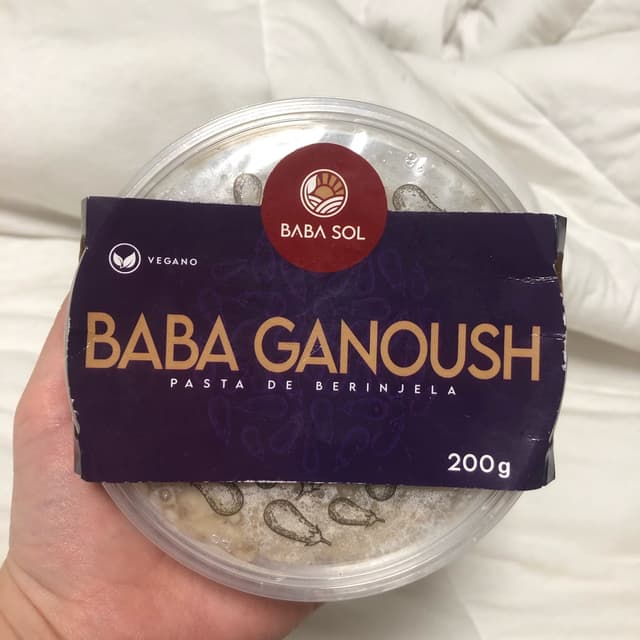 BABA SOL
VEGANO
BABA GANOUSH
PASTA DE BERINJELA
200g